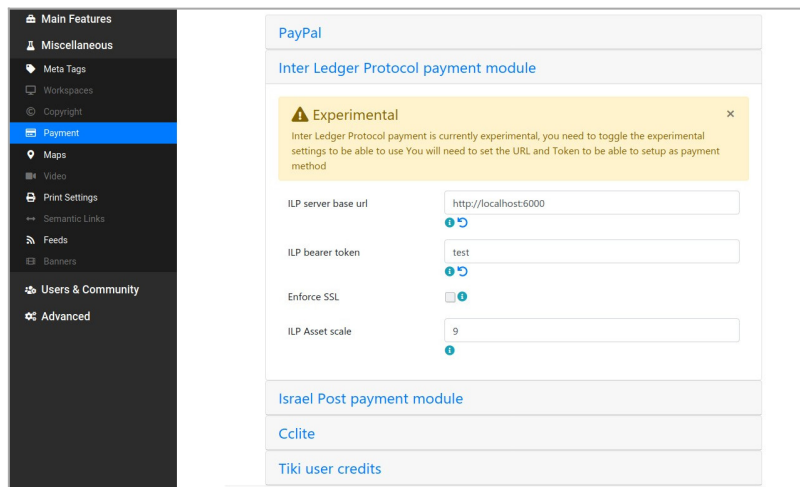 Main Features
Miscellaneous
Meta Tags
Workspaces
Copyright
Payment
Maps
Video
Print Settings
Semantic Links
Feeds
Banners
Users & Community
Advanced
PayPal
Inter Ledger Protocol payment module
Experimental
Inter Ledger Protocol payment is currently experimental, you need to toggle the experimental
settings to be able to use You will need to set the URL and Token to be able to setup as payment
method
ILP server base url
http://localhost:6000
ILP bearer token
test
Enforce SSL
ILP Asset scale
9
Israel Post payment module
Cclite
Tiki user credits